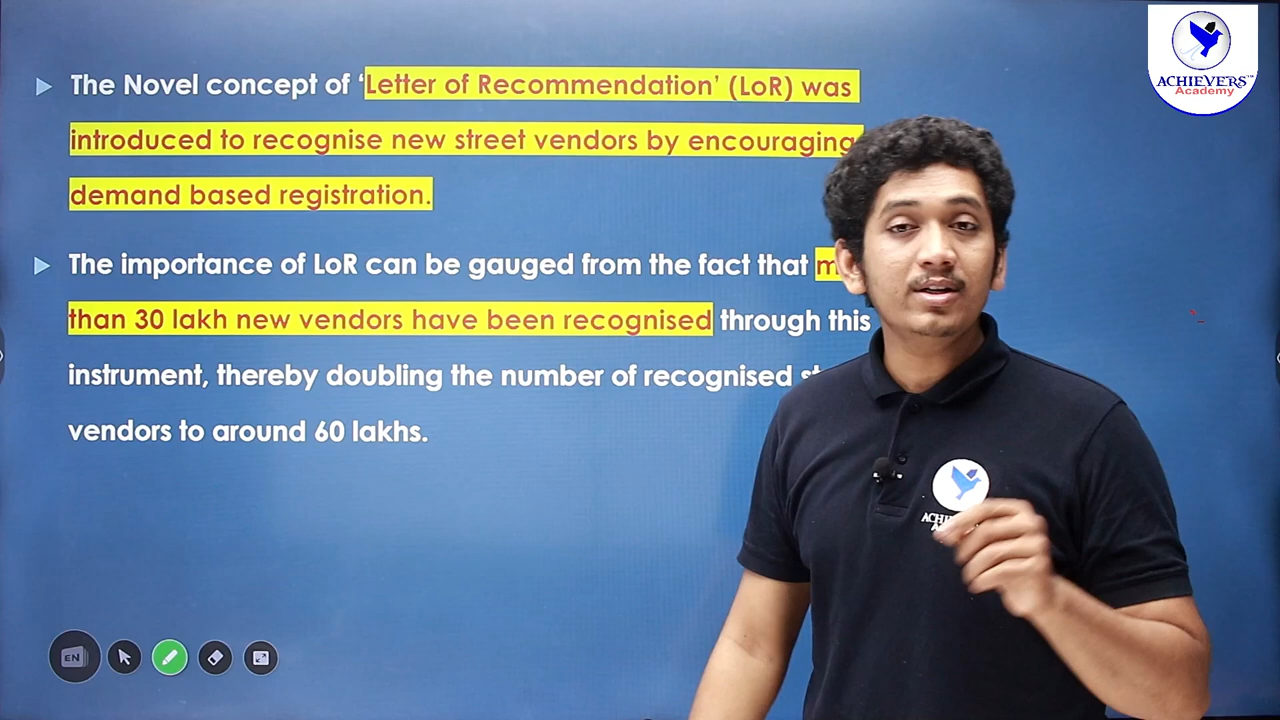 The Novel concept of ‘Letter of Recommendation’ (LoR) was
introduced to recognise new street vendors by encouraging
demand based registration.
The importance of LoR can be gauged from the fact that
than 30 lakh new vendors have been recognised through this
instrument, thereby doubling the number of recognised
vendors to around 60 lakhs.
EN
ACHIEVERS™
Academy